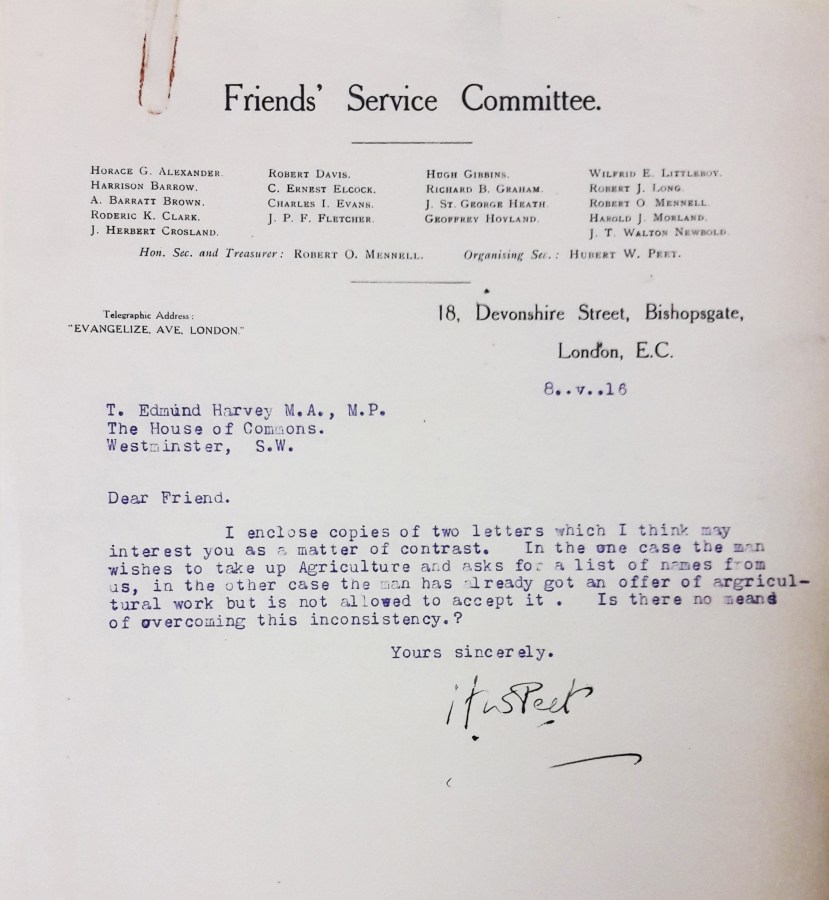 Friends' Service Committee.
Horace G. Alexander.
Harrison Barrow.
A. Barratt Brown.
Roderic K. Clark.
J. Herbert Crosland.
Robert Davis.
C. Ernest Elcock.
Charles I. Evans.
J. P. F. Fletcher.
Hugh Gibbins.
Richard B. Graham.
J. St. George Heath.
Geoffrey Hoyland.
Wilfrid E. Littleboy.
Robert J. Long.
Robert O. Mennell.
Harold J. Morland.
J. T. Walton Newbold.
Hon. Sec. and Treasurer: Robert O. Mennell. Organising Sec.: Hubert W. Peet.
Telegraphic Address:
"EVANGELIZE, AVE, LONDON."
18, Devonshire Street, Bishopsgate,
London, E.C.
8..v..16
T. Edmund Harvey M.A., M.P.
The House of Commons.
Westminster, S.W.
Dear Friend.
I enclose copies of two letters which I think may
interest you as a matter of contrast. In the one case the man
wishes to take up Agriculture and asks for a list of names from
us, in the other case the man has already got an offer of argricul-
tural work but is not allowed to accept it . Is there no means
of overcoming this inconsistency.?
Yours sincerely.
H W Peet